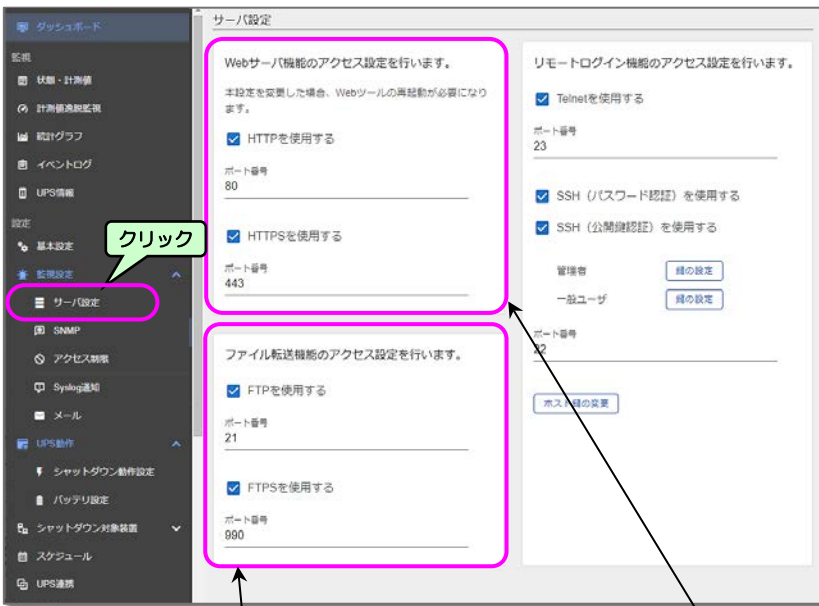 ダッシュボード
監視
状態・計測値
計測値逸脱監視
統計グラフ
イベントログ
UPS情報
設定
基本設定
監視設定
サーバ設定
SNMP
アクセス制限
Syslog通知
メール
UPS動作
シャットダウン動作設定
バッテリ設定
シャットダウン対象装置
スケジュール
UPS連携
クリック
サーバ設定
Webサーバ機能のアクセス設定を行います。
本設定を変更した場合、Webツールの再起動が必要になり
ます。
HTTPを使用する
ポート番号
80
HTTPSを使用する
ポート番号
443
ファイル転送機能のアクセス設定を行います。
FTPを使用する
ポート番号
21
FTPSを使用する
ポート番号
990
リモートログイン機能のアクセス設定を行います。
Telnetを使用する
ポート番号
23
SSH（パスワード認証）を使用する
SSH（公開鍵認証）を使用する
管理者
鍵の設定
一般ユーザ
鍵の設定
ポート番号
22
ホスト鍵の変更